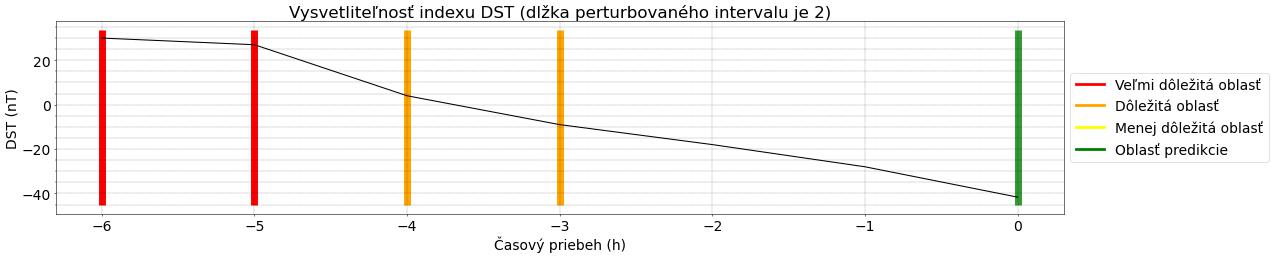 Vysvetliteľnosť indexu DST (dĺžka perturbovaného intervalu je 2)
DST (nT)
20
0
−20
−40
−6 −5 −4 −3 −2 −1 0
Časový priebeh (h)
Veľmi dôležitá oblasť
Dôležitá oblasť
Menej dôležitá oblasť
Oblasť predikcie